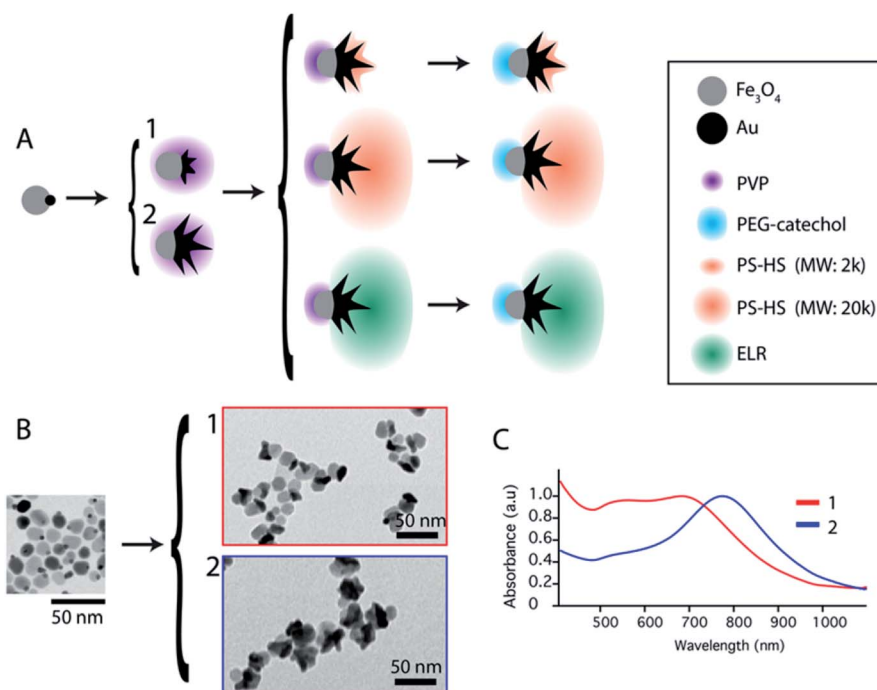 A
1
2
Fe₃O₄
Au
PVP
PEG-catechol
PS-HS (MW: 2k)
PS-HS (MW: 20k)
ELR
B
50 nm
1
50 nm
2
50 nm
C
Absorbance (a.u)
1.0
0.8
0.6
0.4
0.2
0
500 600 700 800 900 1000
Wavelength (nm)
1
2